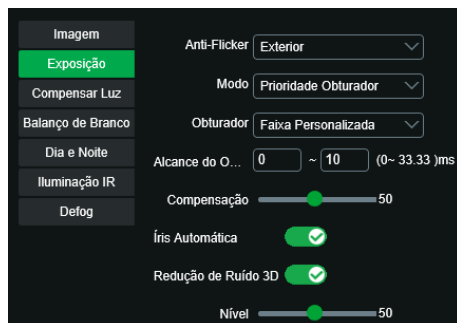 Imagem
Exposição
Compensar Luz
Balanço de Branco
Dia e Noite
Iluminação IR
Defog
Anti-Flicker Exterior
Modo Prioridade Obturador
Obturador Faixa Personalizada
Alcance do O... 0 ~ 10 (0~ 33.33 )ms
Compensação 50
Íris Automática
Redução de Ruído 3D
Nível 50